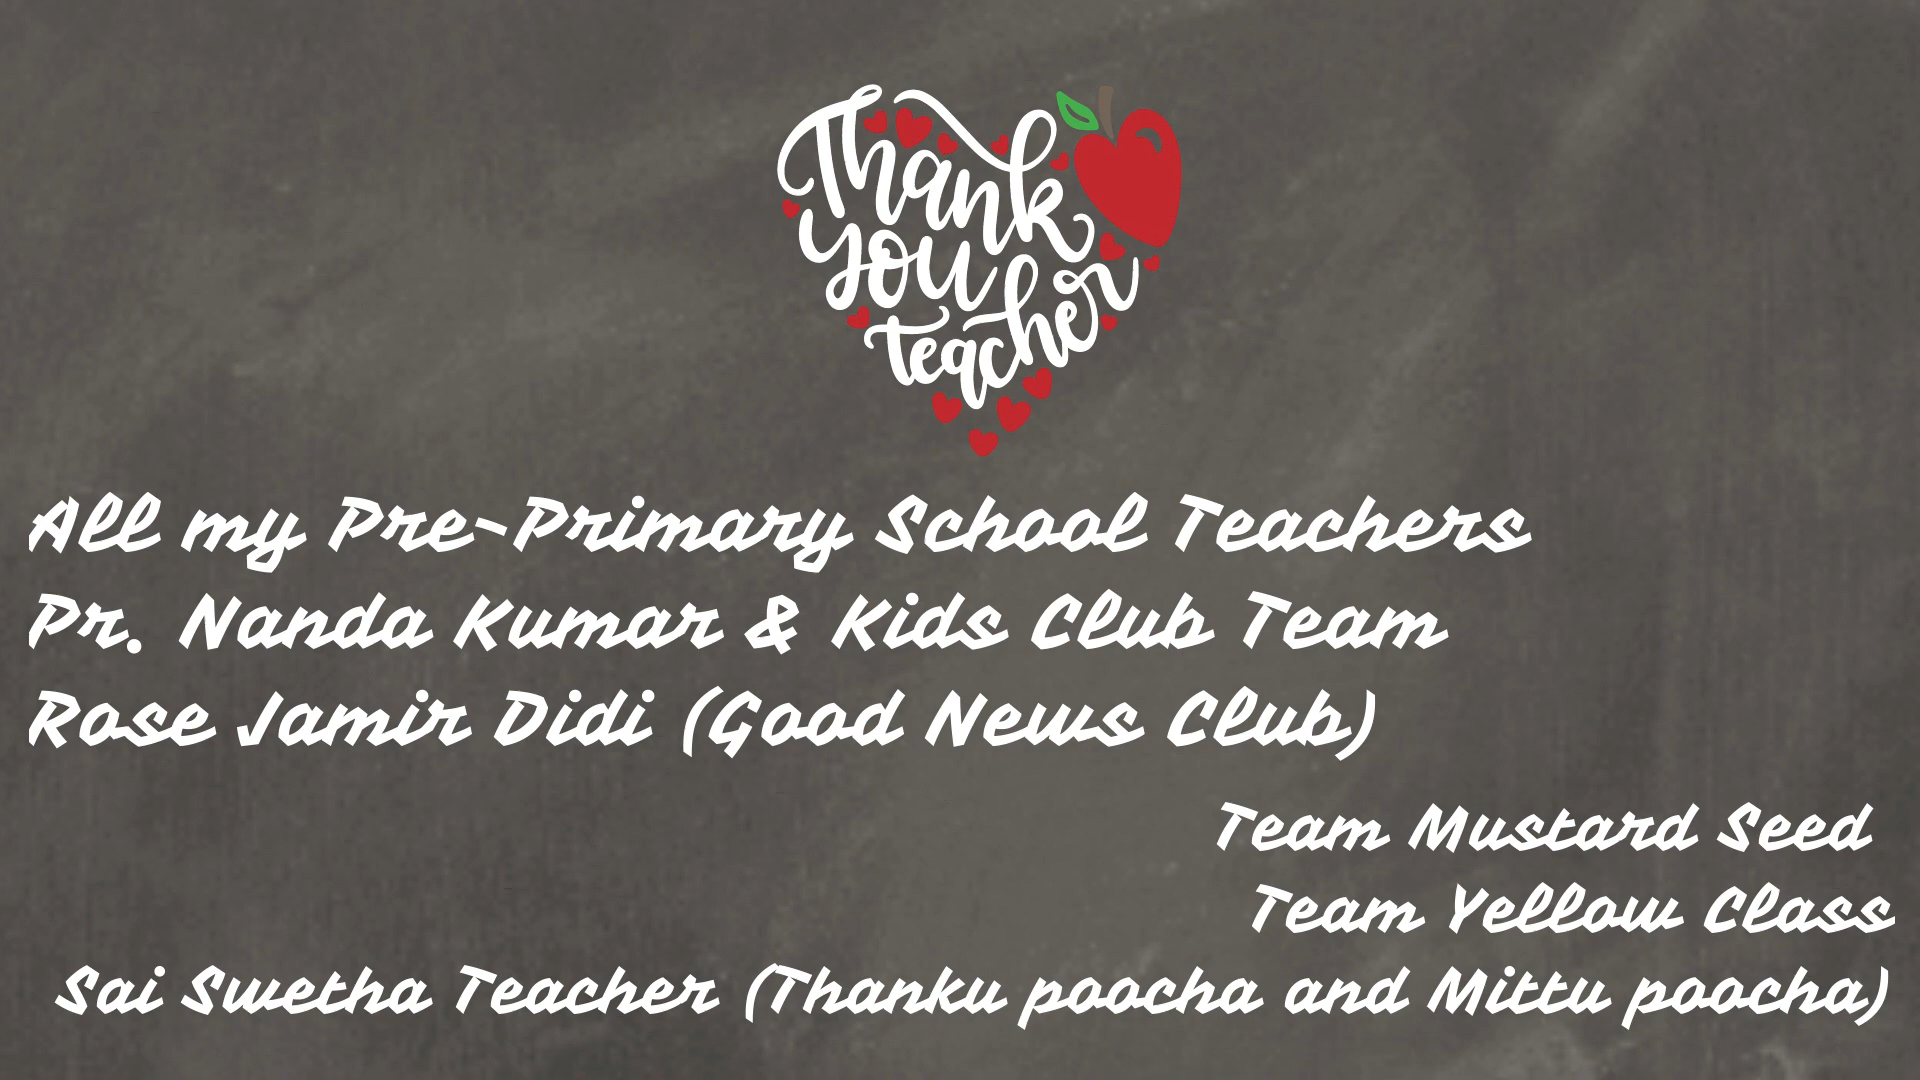 Thank
you
teacher
All my Pre-Primary School Teachers
Pr. Nanda Kumar & Kids Club Team
Rose Jamir Didi (Good News Club)
Team Mustard Seed
Team Yellow Class
Sai Swetha Teacher (Thanku poocha and Mittu poocha)